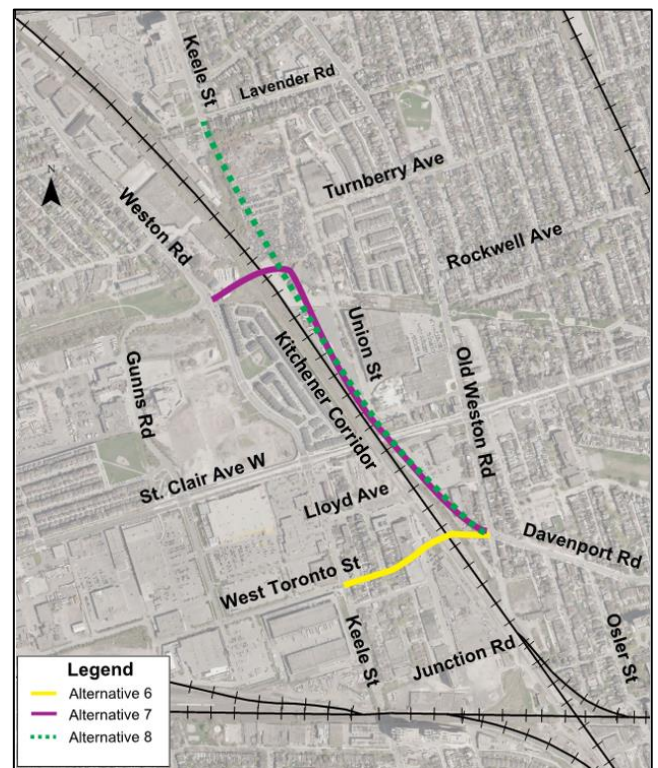 Keele St
Lavender Rd
N
Turnberry Ave
Weston Rd
Rockwell Ave
Union St
Kitchener Corridor
Gunns Rd
Old Weston Rd
St. Clair Ave W
Lloyd Ave
Davenport Rd
West Toronto St
Keele St
Junction Rd
Osler St
Legend
Alternative 6
Alternative 7
Alternative 8